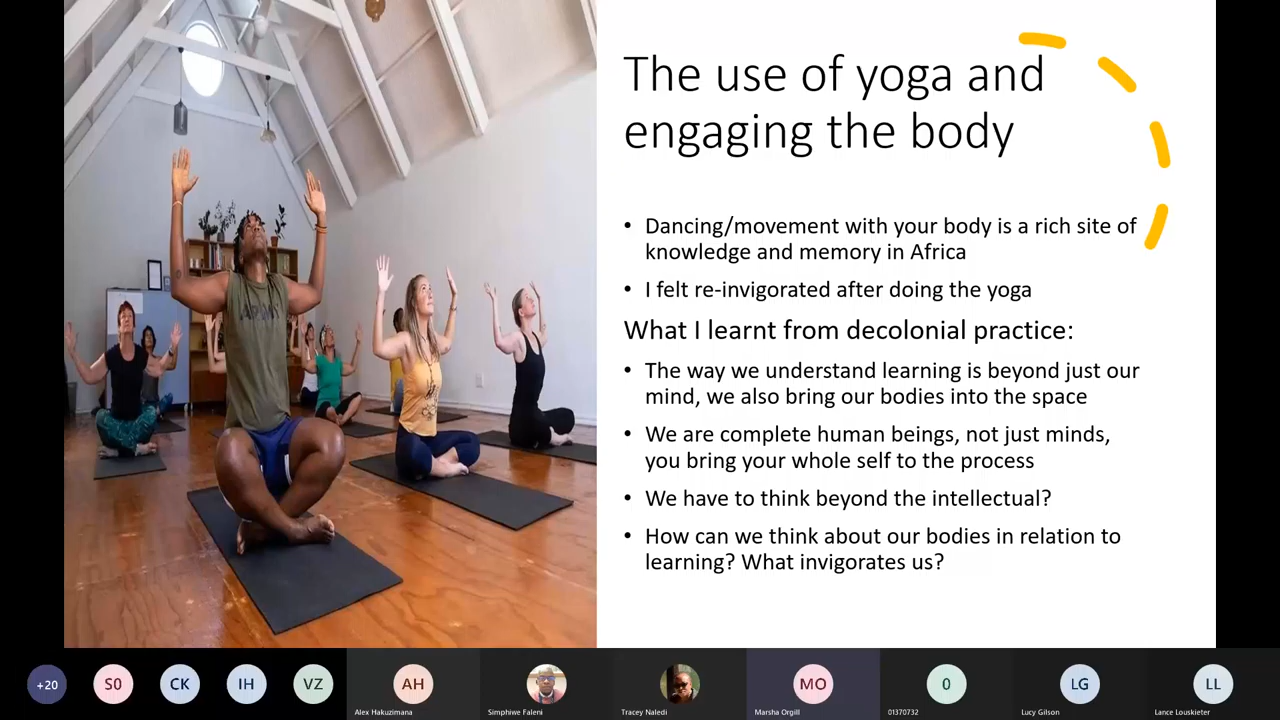 The use of yoga and
engaging the body
• Dancing/movement with your body is a rich site of
knowledge and memory in Africa
• I felt re-invigorated after doing the yoga
What I learnt from decolonial practice:
• The way we understand learning is beyond just our
mind, we also bring our bodies into the space
• We are complete human beings, not just minds,
you bring your whole self to the process
• We have to think beyond the intellectual?
• How can we think about our bodies in relation to
learning? What invigorates us?
+20
S0
CK
IH
VZ
AH
MO
0
LG
LL
Alex Hakuzimana
Simphiwe Faleni
Tracey Naledi
Marsha Orgill
01370732
Lucy Gilson
Lance Louskieter